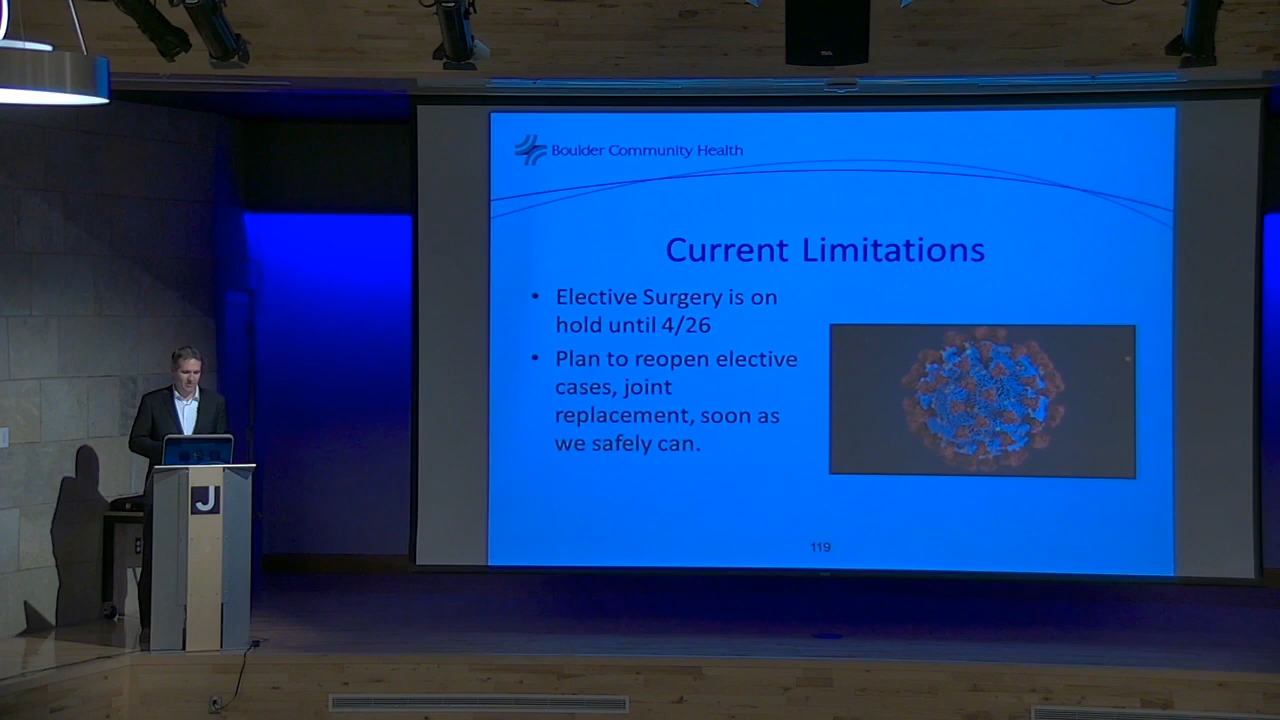 Boulder Community Health
Current Limitations
• Elective Surgery is on
hold until 4/26
• Plan to reopen elective
cases, joint
replacement, soon as
we safely can.
119
J